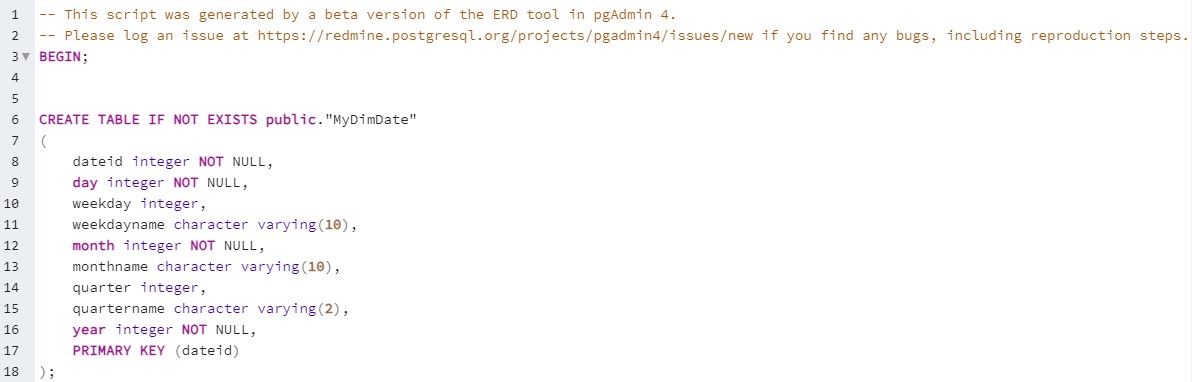 1 -- This script was generated by a beta version of the ERD tool in pgAdmin 4.
2 -- Please log an issue at https://redmine.postgresql.org/projects/pgadmin4/issues/new if you find any bugs, including reproduction steps.
3 BEGIN;
4
5
6 CREATE TABLE IF NOT EXISTS public."MyDimDate"
7 (
8     dateid integer NOT NULL,
9     day integer NOT NULL,
10     weekday integer,
11     weekdayname character varying(10),
12     month integer NOT NULL,
13     monthname character varying(10),
14     quarter integer,
15     quartername character varying(2),
16     year integer NOT NULL,
17     PRIMARY KEY (dateid)
18 );